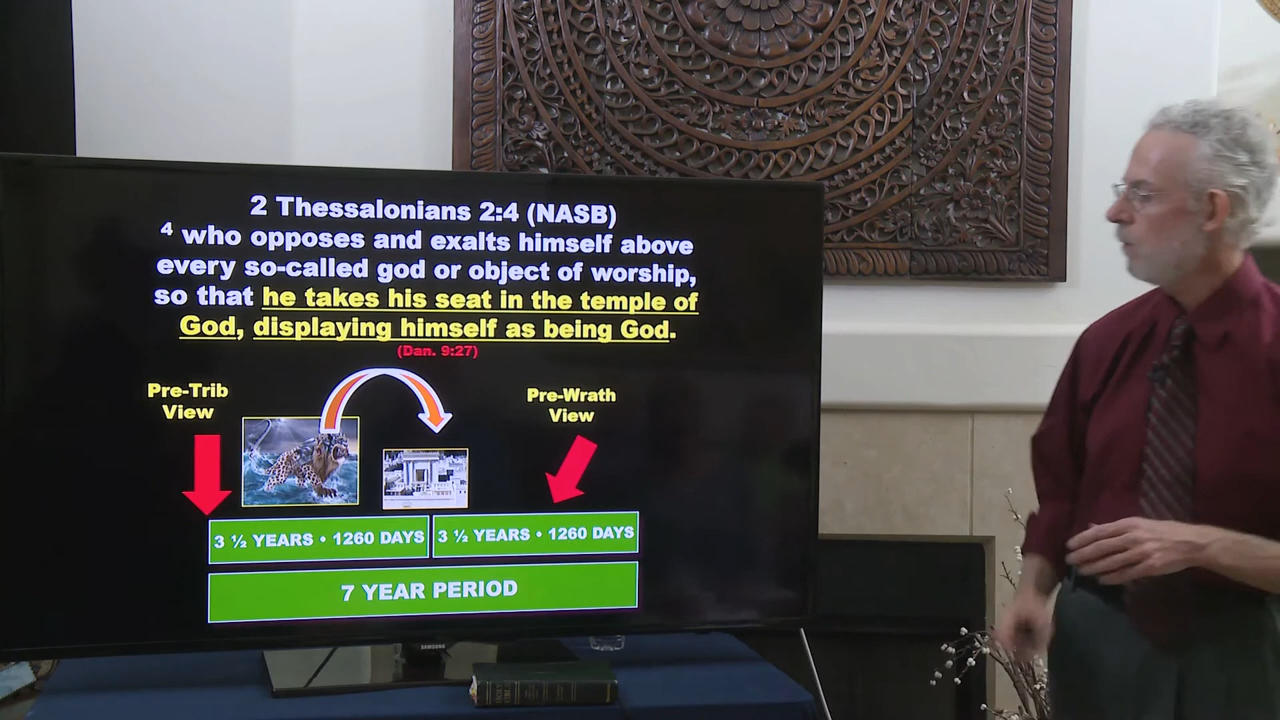 2 Thessalonians 2:4 (NASB)
4 who opposes and exalts himself above
every so-called god or object of worship,
so that he takes his seat in the temple of
God, displaying himself as being God.
(Dan. 9:27)
Pre-Trib
View
Pre-Wrath
View
3 ½ YEARS • 1260 DAYS
3 ½ YEARS • 1260 DAYS
7 YEAR PERIOD
SAMSUNG